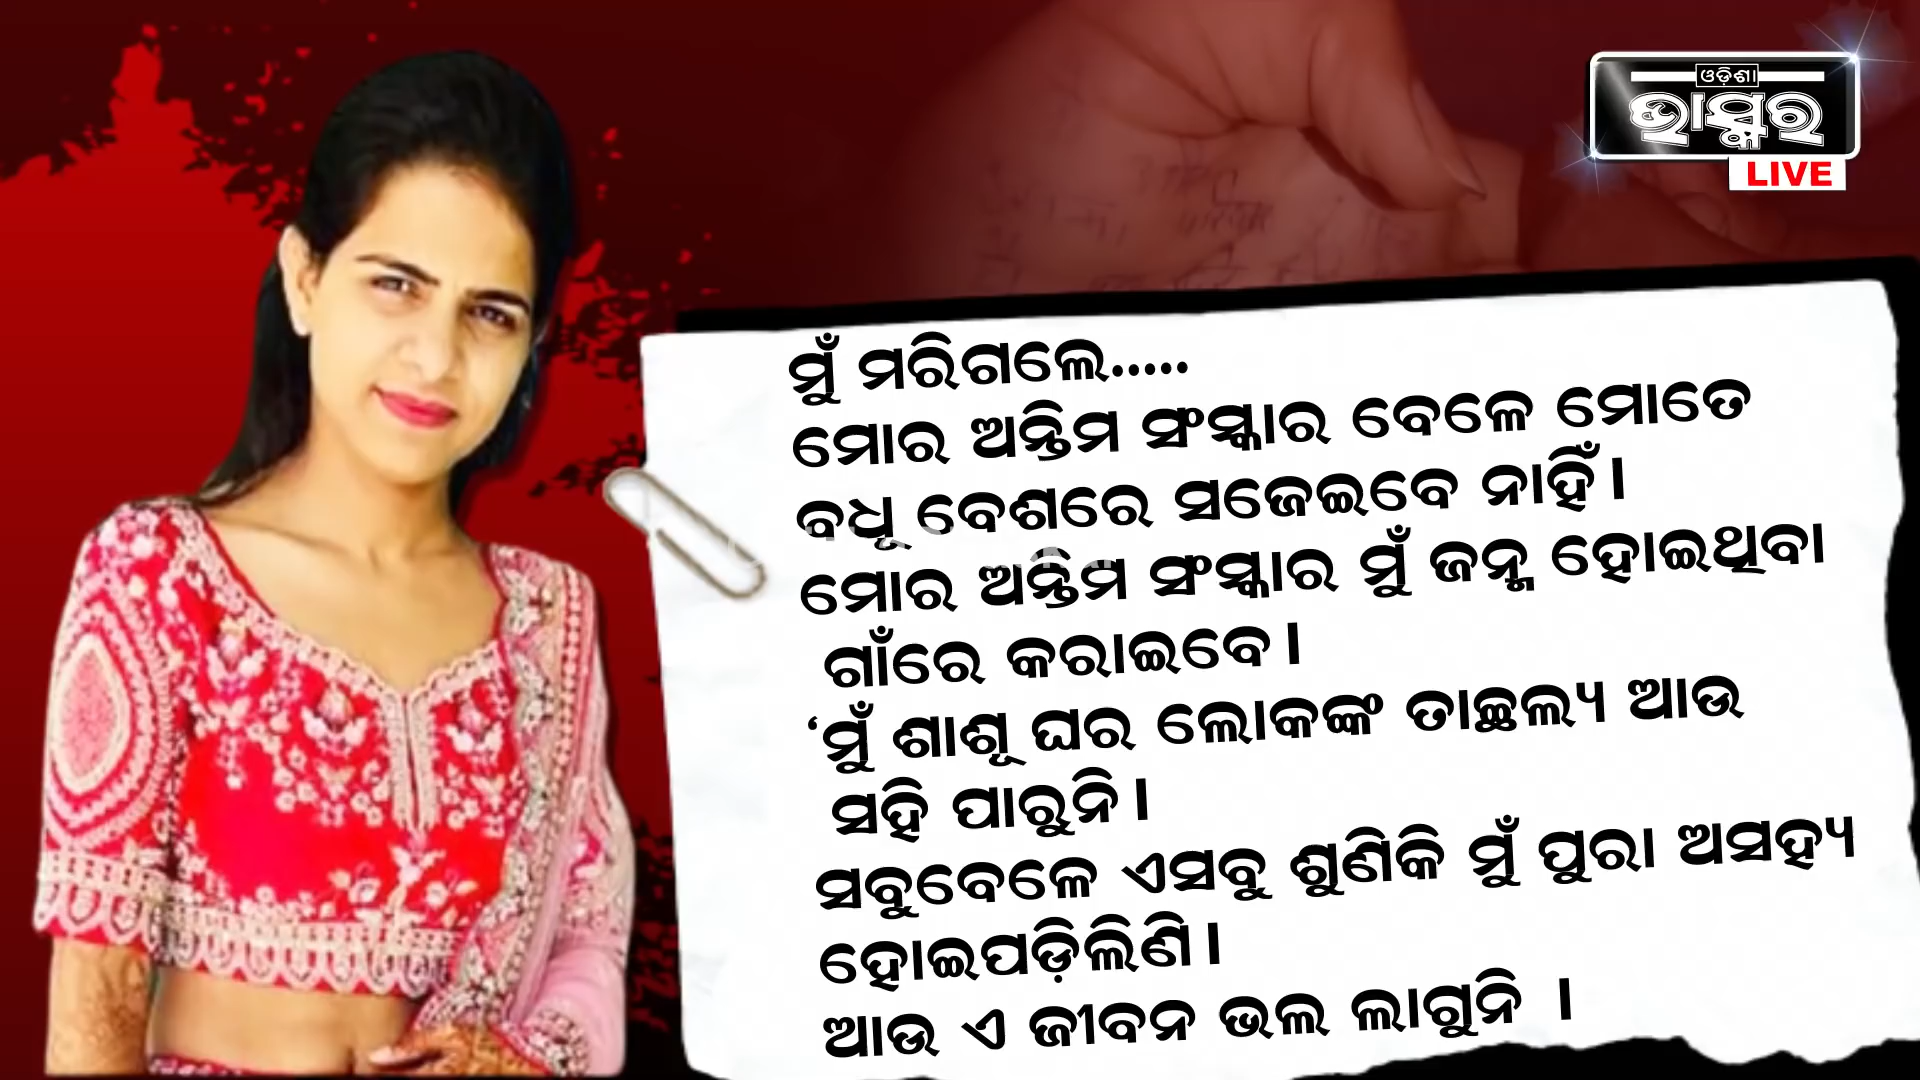 ଓଡ଼ିଶା
ଭାସ୍କର
LIVE
ମୁଁ ମରିଗଲେ.....
ମୋର ଅନ୍ତିମ ସଂସ୍କାର ବେଳେ ମୋତେ
ବଧୂ ବେଶରେ ସଜେଇବେ ନାହିଁ।
ମୋର ଅନ୍ତିମ ସଂସ୍କାର ମୁଁ ଜନ୍ମ ହୋଇଥିବା
ଗାଁରେ କରାଇବେ।
‘ମୁଁ ଶାଶୂ ଘର ଲୋକଙ୍କ ତାଚ୍ଛଲ୍ୟ ଆଉ
ସହି ପାରୁନି।
ସବୁବେଳେ ଏସବୁ ଶୁଣିକି ମୁଁ ପୁରା ଅସହ୍ୟ
ହୋଇପଡ଼ିଲିଣି।
ଆଉ ଏ ଜୀବନ ଭଲ ଲାଗୁନି ।